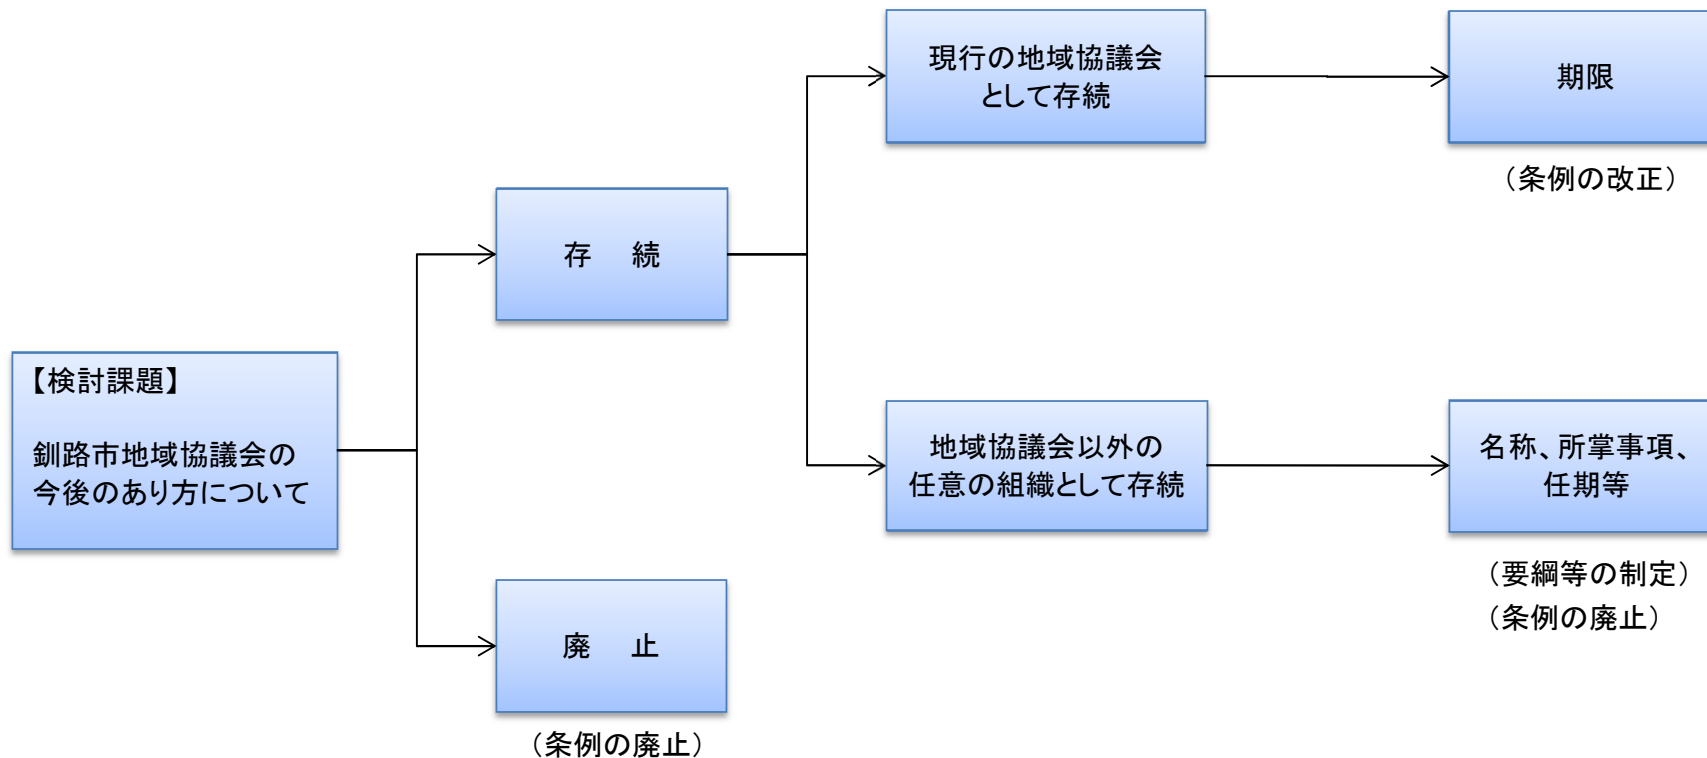 【検討課題】
釧路市地域協議会の
今後のあり方について
存　続
廃　止
（条例の廃止）
現行の地域協議会
として存続
地域協議会以外の
任意の組織として存続
期限
（条例の改正）
名称、所掌事項、
任期等
（要綱等の制定）
（条例の廃止）